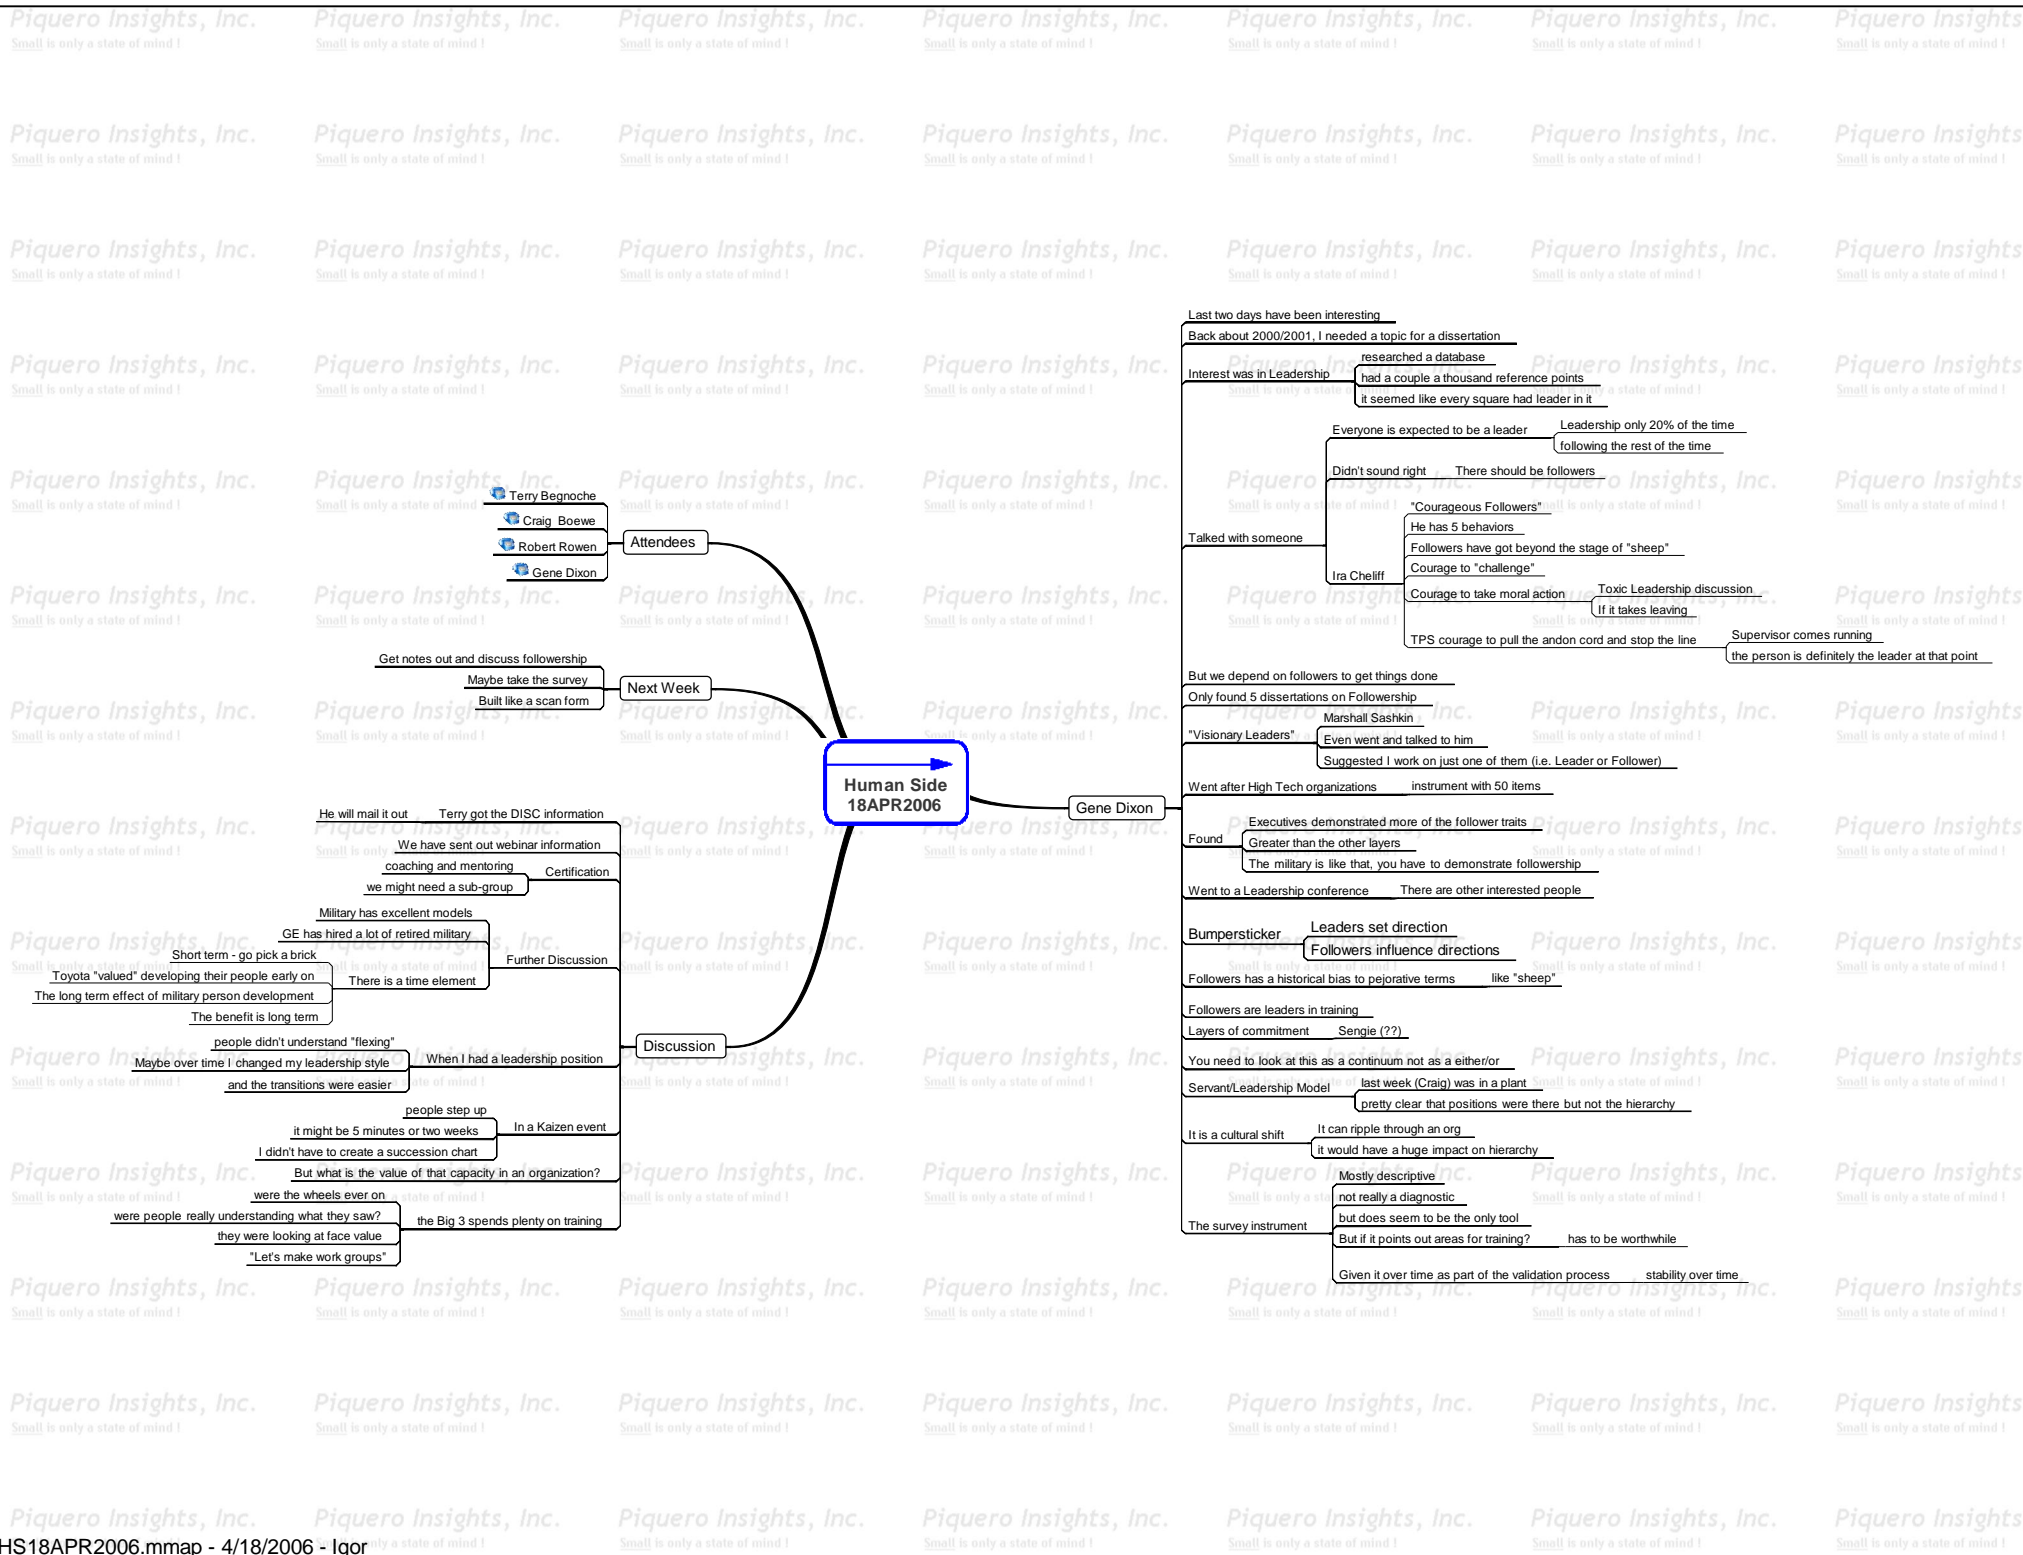 Human Side
18APR2006
Attendees
Terry Begnoche
Craig  Boewe
Robert Rowen
Gene Dixon
Next Week
Get notes out and discuss followership
Maybe take the survey
Built like a scan form
Discussion
Terry got the DISC information
He will mail it out
We have sent out webinar information
Certification
coaching and mentoring
we might need a sub-group
Further Discussion
Military has excellent models
GE has hired a lot of retired military
There is a time element
Short term - go pick a brick
Toyota "valued" developing their people early on
The long term effect of military person development
The benefit is long term
When I had a leadership position
people didn't understand "flexing"
Maybe over time I changed my leadership style
and the transitions were easier
In a Kaizen event
people step up
it might be 5 minutes or two weeks
I didn't have to create a succession chart
But what is the value of that capacity in an organization?
the Big 3 spends plenty on training
were the wheels ever on
were people really understanding what they saw?
they were looking at face value
"Let's make work groups"
Gene Dixon
Last two days have been interesting
Back about 2000/2001, I needed a topic for a dissertation
Interest was in Leadership
researched a database
had a couple a thousand reference points
it seemed like every square had leader in it
Talked with someone
Everyone is expected to be a leader
Leadership only 20% of the time
following the rest of the time
Didn't sound right
There should be followers
Ira Cheliff
"Courageous Followers"
He has 5 behaviors
Followers have got beyond the stage of "sheep"
Courage to "challenge"
Courage to take moral action
Toxic Leadership discussion
If it takes leaving
TPS courage to pull the andon cord and stop the line
Supervisor comes running
the person is definitely the leader at that point
But we depend on followers to get things done
Only found 5 dissertations on Followership
"Visionary Leaders"
Marshall Sashkin
Even went and talked to him
Suggested I work on just one of them (i.e. Leader or Follower)
Went after High Tech organizations
instrument with 50 items
Found
Executives demonstrated more of the follower traits
Greater than the other layers
The military is like that, you have to demonstrate followership
Went to a Leadership conference
There are other interested people
Bumpersticker
Leaders set direction
Followers influence directions
Followers has a historical bias to pejorative terms
like "sheep"
Followers are leaders in training
Layers of commitment
Sengie (??)
You need to look at this as a continuum not as a either/or
Servant/Leadership Model
last week (Craig) was in a plant
pretty clear that positions were there but not the hierarchy
It is a cultural shift
It can ripple through an org
it would have a huge impact on hierarchy
The survey instrument
Mostly descriptive
not really a diagnostic
but does seem to be the only tool
But if it points out areas for training?
has to be worthwhile
Given it over time as part of the validation process
stability over time
Piquero Insights, Inc.
Small is only a state of mind !
HS18APR2006.mmap - 4/18/2006 - Igor